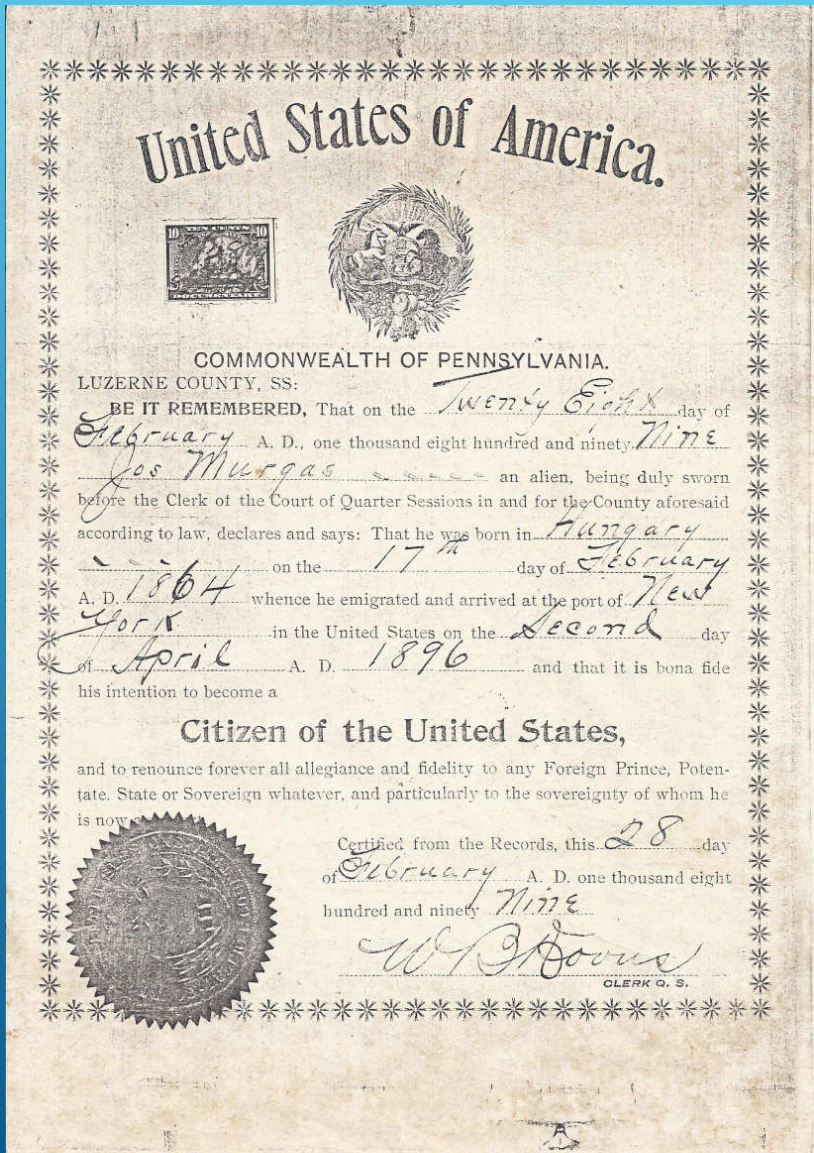 United States of America.
10 TEN CENTS 10
DOCUMENTARY
COMMONWEALTH OF PENNSYLVANIA.
LUZERNE COUNTY, SS:
BE IT REMEMBERED, That on the Twenty Eight day of
February A. D., one thousand eight hundred and ninety Nine
Jos Murgas an alien, being duly sworn
before the Clerk of the Court of Quarter Sessions in and for the County aforesaid
according to law, declares and says: That he was born in Hungary
on the 17th day of February
A. D. 1864 whence he emigrated and arrived at the port of New
York in the United States on the Second day
of April A. D. 1896 and that it is bona fide
his intention to become a
Citizen of the United States,
and to renounce forever all allegiance and fidelity to any Foreign Prince, Poten-
tate, State or Sovereign whatever, and particularly to the sovereignty of whom he
is now
Certified from the Records, this 28 day
of February A. D. one thousand eight
hundred and ninety Nine
W B
CLERK Q. S.